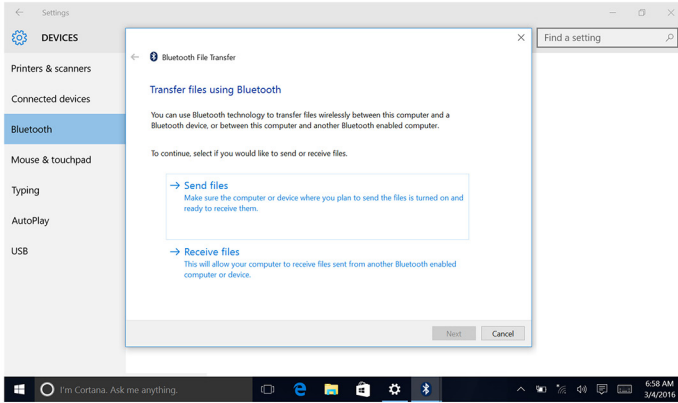 Settings
DEVICES
Find a setting
Printers & scanners
Connected devices
Bluetooth
Mouse & touchpad
Typing
AutoPlay
USB
Bluetooth File Transfer
Transfer files using Bluetooth
You can use Bluetooth technology to transfer files wirelessly between this computer and a
Bluetooth device, or between this computer and another Bluetooth enabled computer.
To continue, select if you would like to send or receive files.
Send files
Make sure the computer or device where you plan to send the files is turned on and
ready to receive them.
Receive files
This will allow your computer to receive files sent from another Bluetooth enabled
computer or device.
Next
Cancel
I'm Cortana. Ask me anything.
6:58 AM
3/4/2016